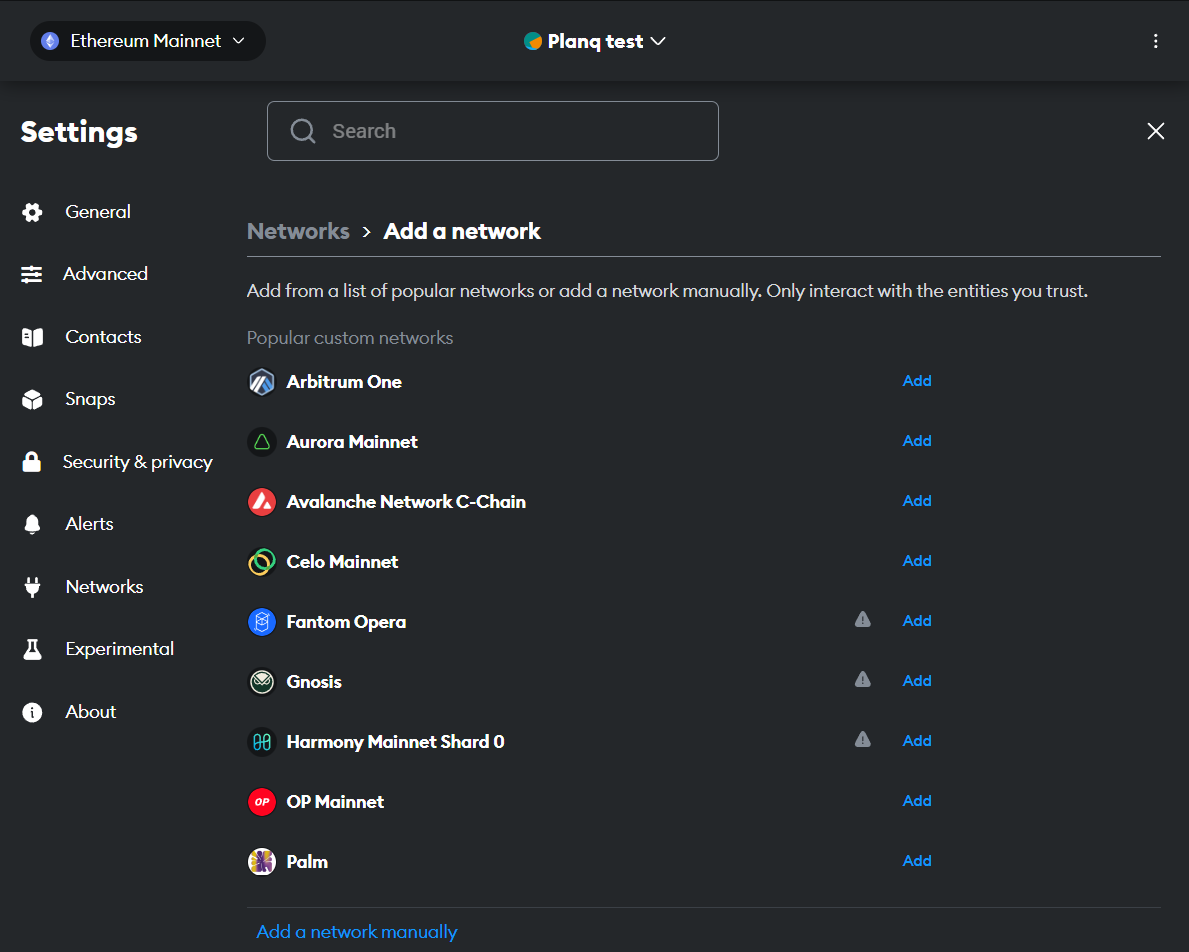 Ethereum Mainnet
Planq test
Settings
Search
General
Advanced
Contacts
Snaps
Security & privacy
Alerts
Networks
Experimental
About
Networks > Add a network
Add from a list of popular networks or add a network manually. Only interact with the entities you trust.
Popular custom networks
Arbitrum One Add
Aurora Mainnet Add
Avalanche Network C-Chain Add
Celo Mainnet Add
Fantom Opera Add
Gnosis Add
Harmony Mainnet Shard 0 Add
OP OP Mainnet Add
Palm Add
Add a network manually